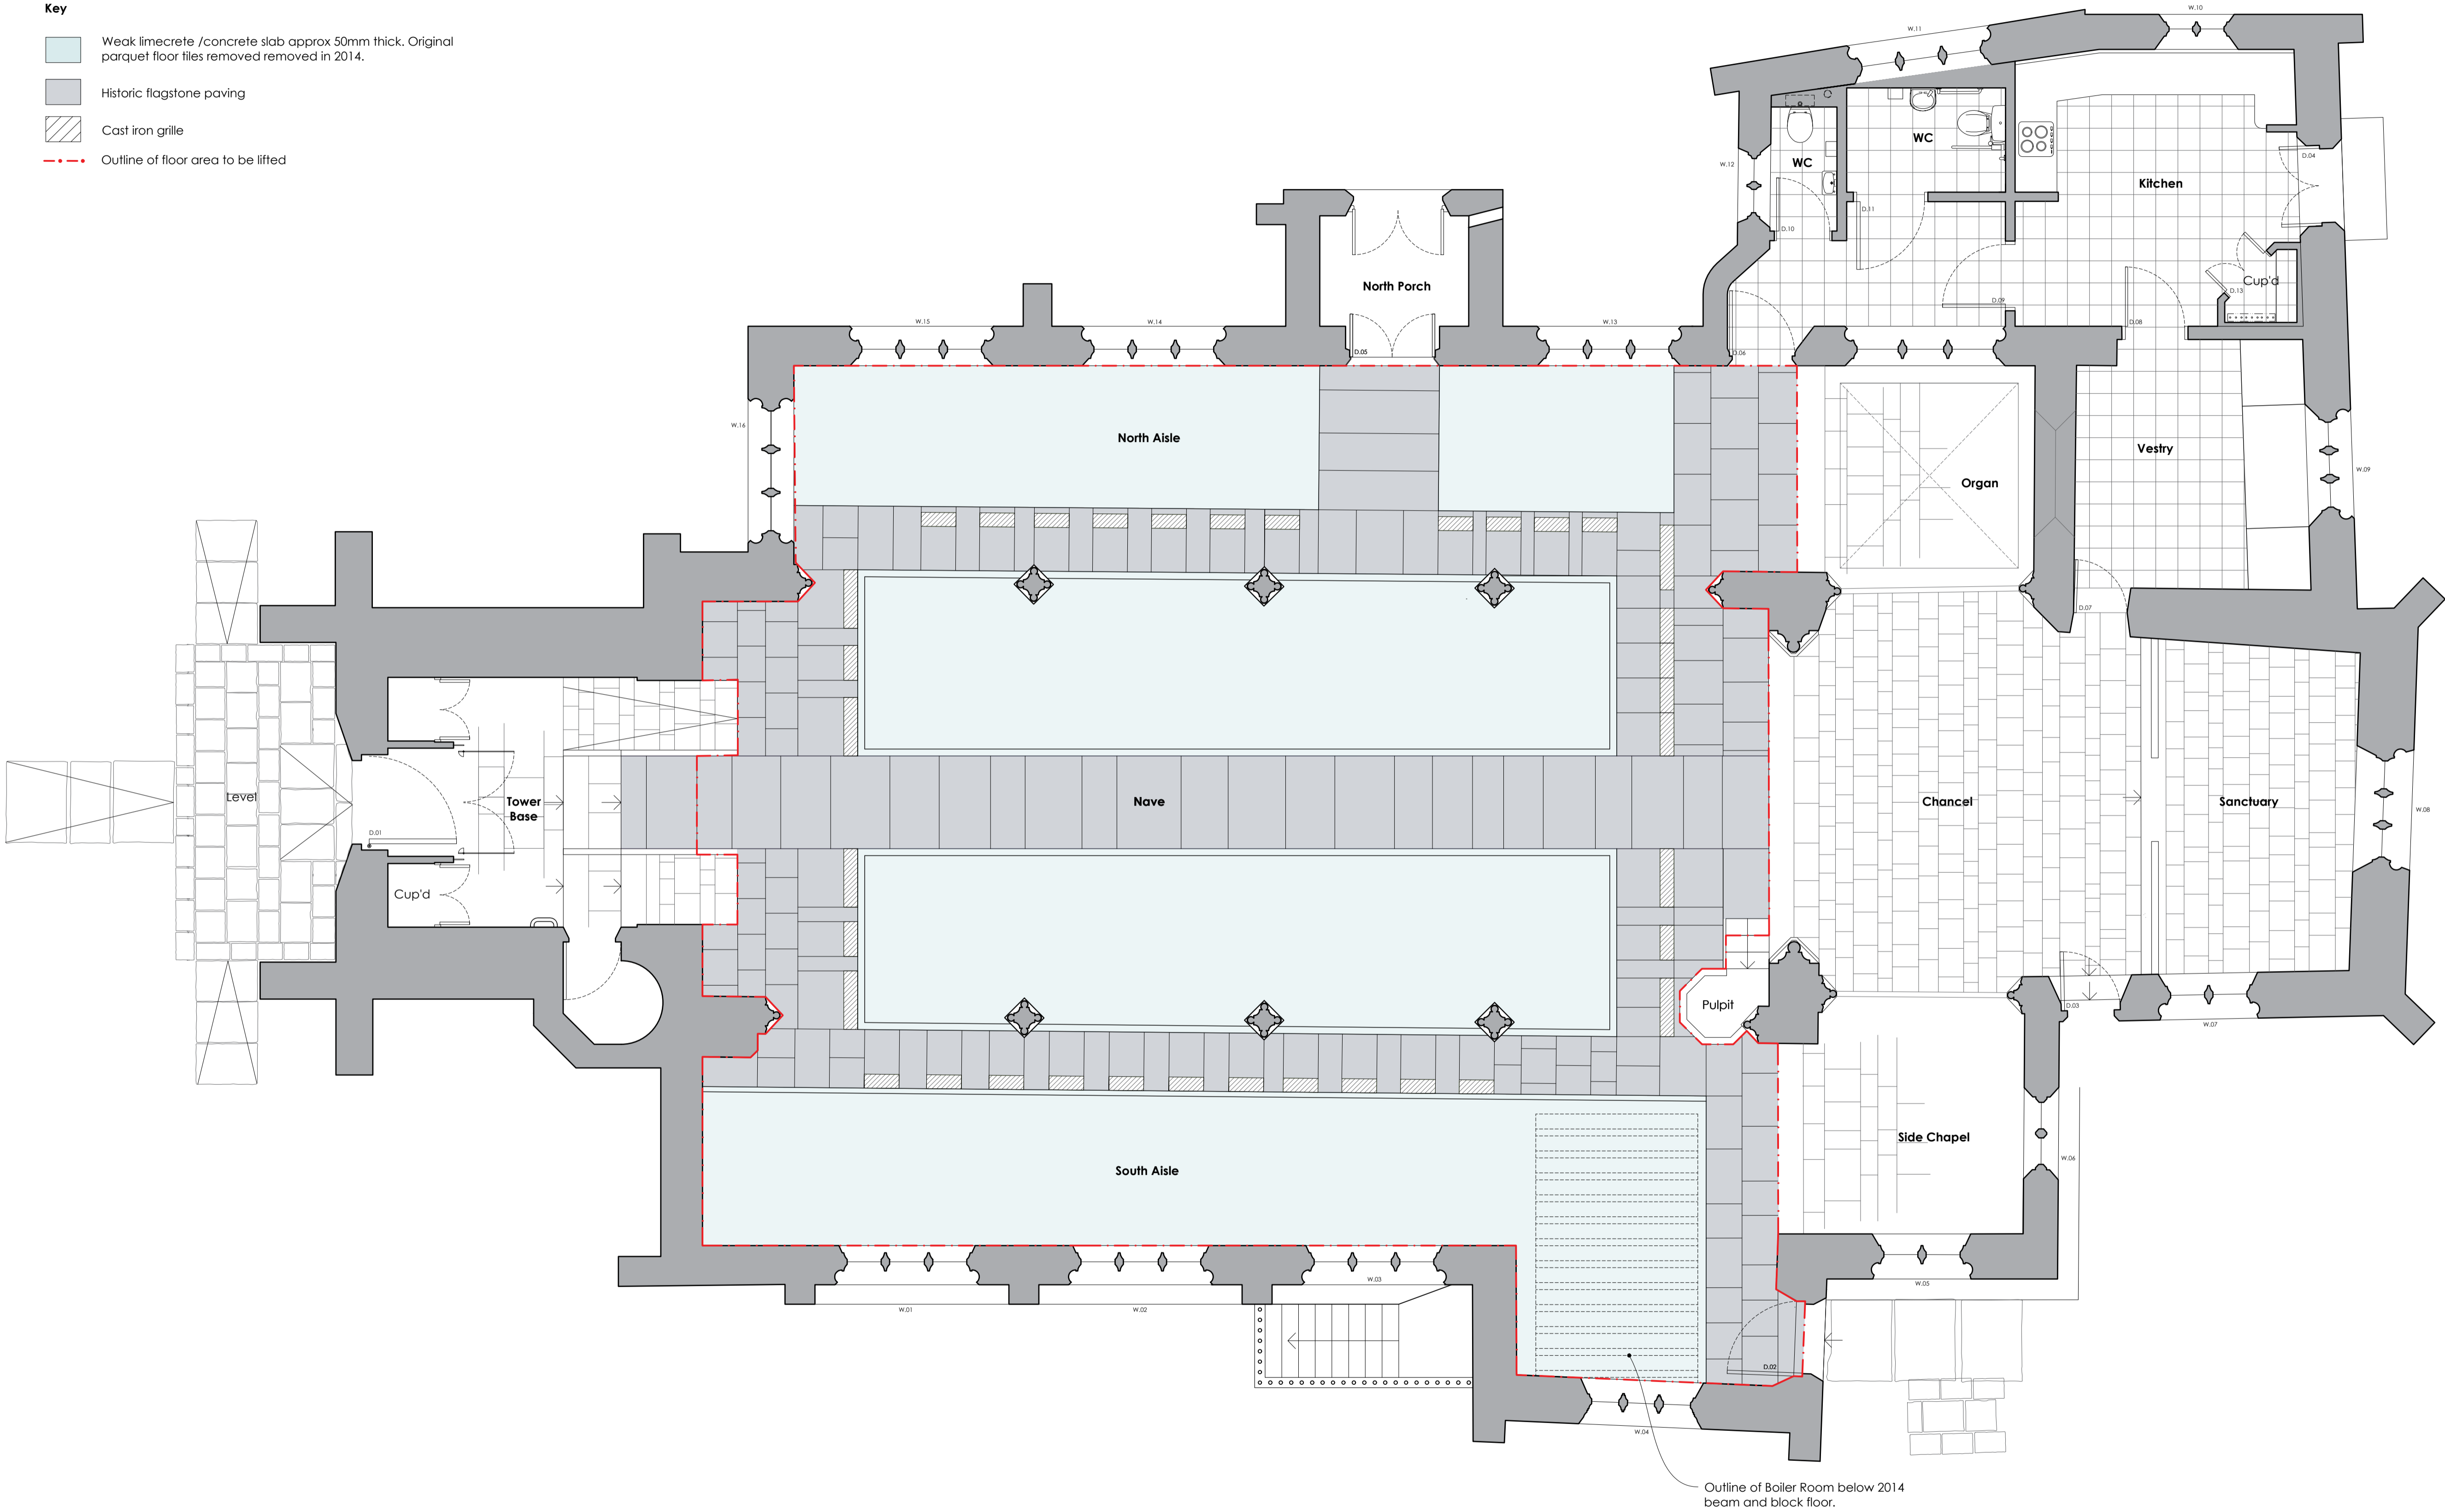 Key
Weak limecrete /concrete slab approx 50mm thick. Original
parquet floor tiles removed removed in 2014.
Historic flagstone paving
Cast iron grille
Outline of floor area to be lifted
W.10
W.11
WC
WC
W.12
Kitchen
D.04
D.11
D.10
North Porch
Cup'd
D.13
D.09
D.08
W.15
W.14
W.13
D.05
D.06
W.16
North Aisle
Vestry
W.09
Organ
D.07
Level
Tower
Base
Nave
Chancel
Sanctuary
W.08
D.01
Cup'd
Pulpit
D.03
W.07
Side Chapel
W.06
South Aisle
W.03
W.05
W.01
W.02
D.02
W.04
Outline of Boiler Room below 2014
beam and block floor.